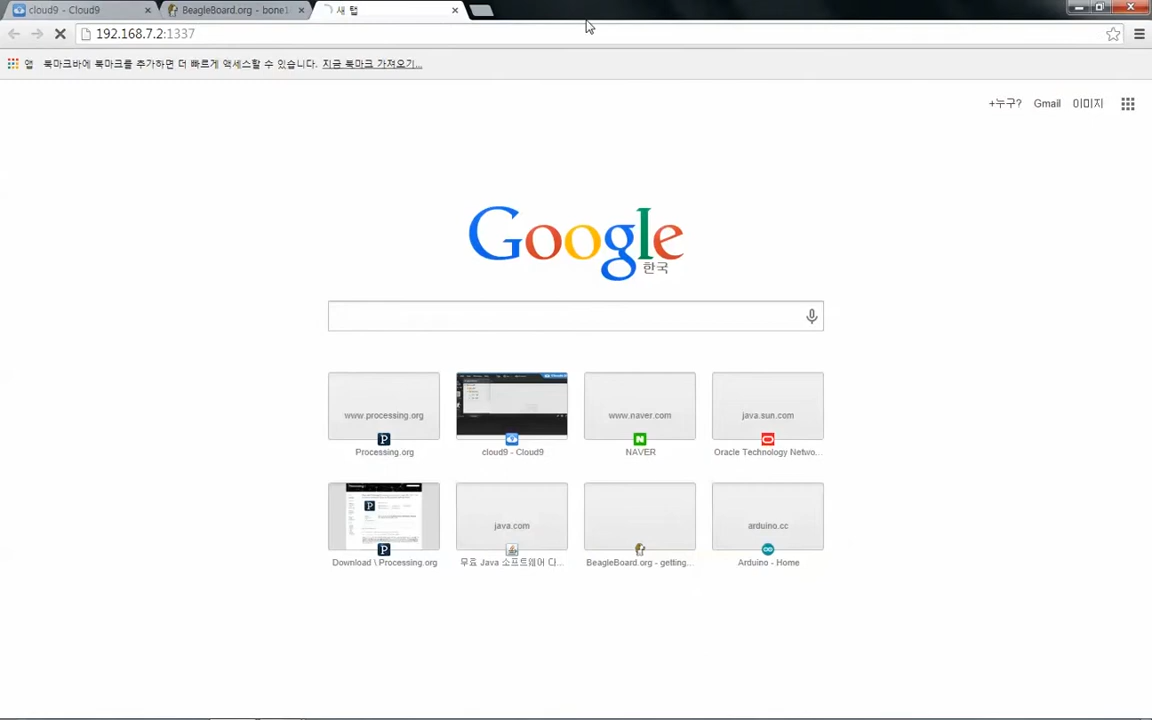 cloud9 - Cloud9
BeagleBoard.org - bone1
새 탭
192.168.7.2:1337
앱 북마크바에 북마크를 추가하면 더 빠르게 액세스할 수 있습니다. 지금 북마크 가져오기...
+누구? Gmail 이미지
Google
한국
www.processing.org
www.naver.com
java.sun.com
Processing.org
cloud9 - Cloud9
NAVER
Oracle Technology Netwo...
java.com
arduino.cc
Download \ Processing.org
무료 Java 소프트웨어 다...
BeagleBoard.org - getting...
Arduino - Home